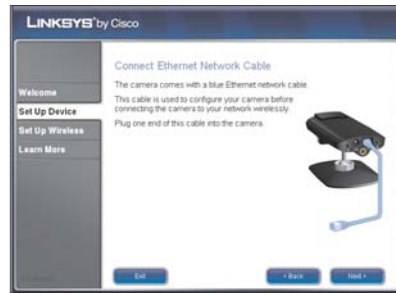 LINKSYS® by Cisco
Connect Ethernet Network Cable
The camera comes with a blue Ethernet network cable.
This cable is used to configure your camera before
connecting the camera to your network wirelessly.
Plug one end of this cable into the camera.
Welcome
Set Up Device
Set Up Wireless
Learn More
Exit
‹ Back
Next ›